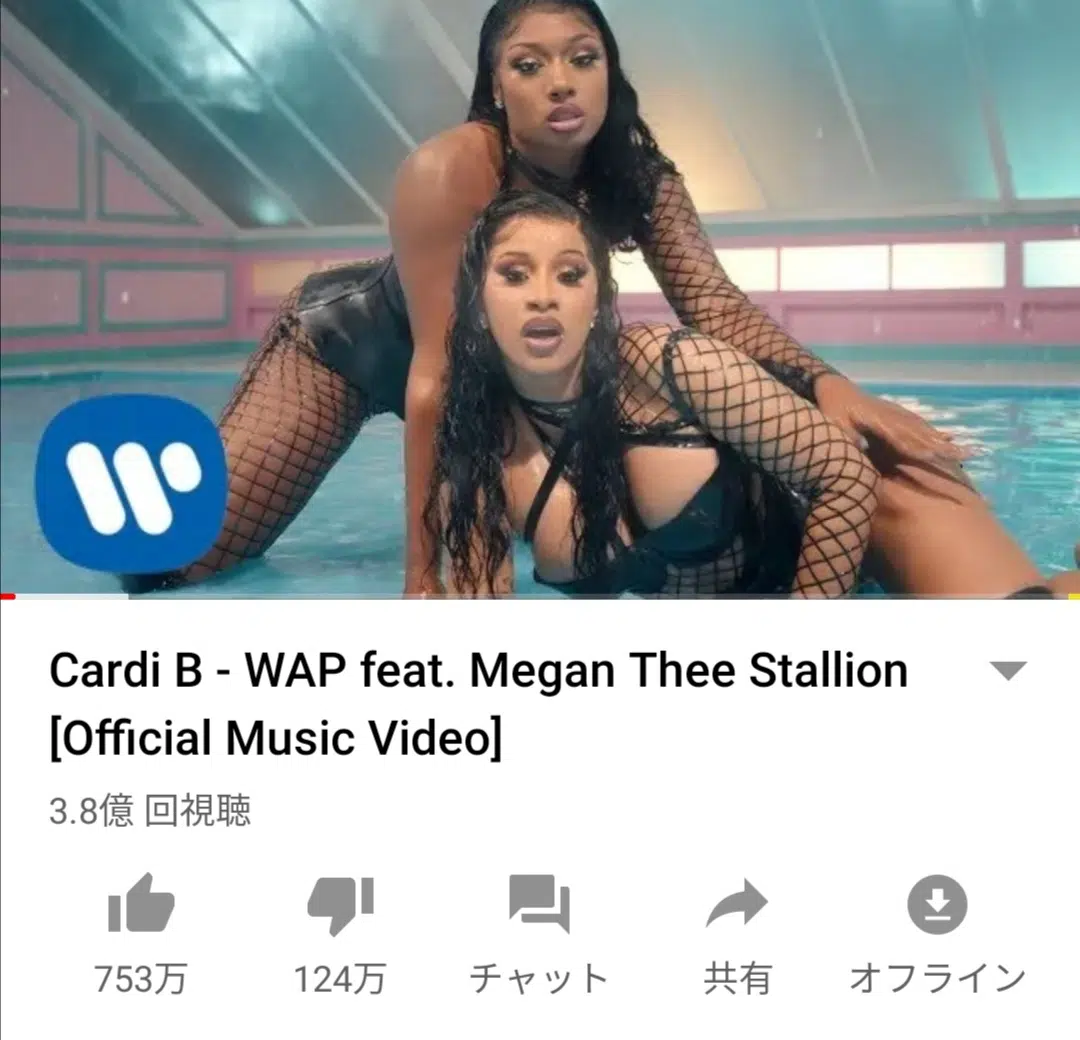 Cardi B - WAP feat. Megan Thee Stallion
[Official Music Video]
3.8億 回視聴
753万
124万
チャット
共有
オフライン